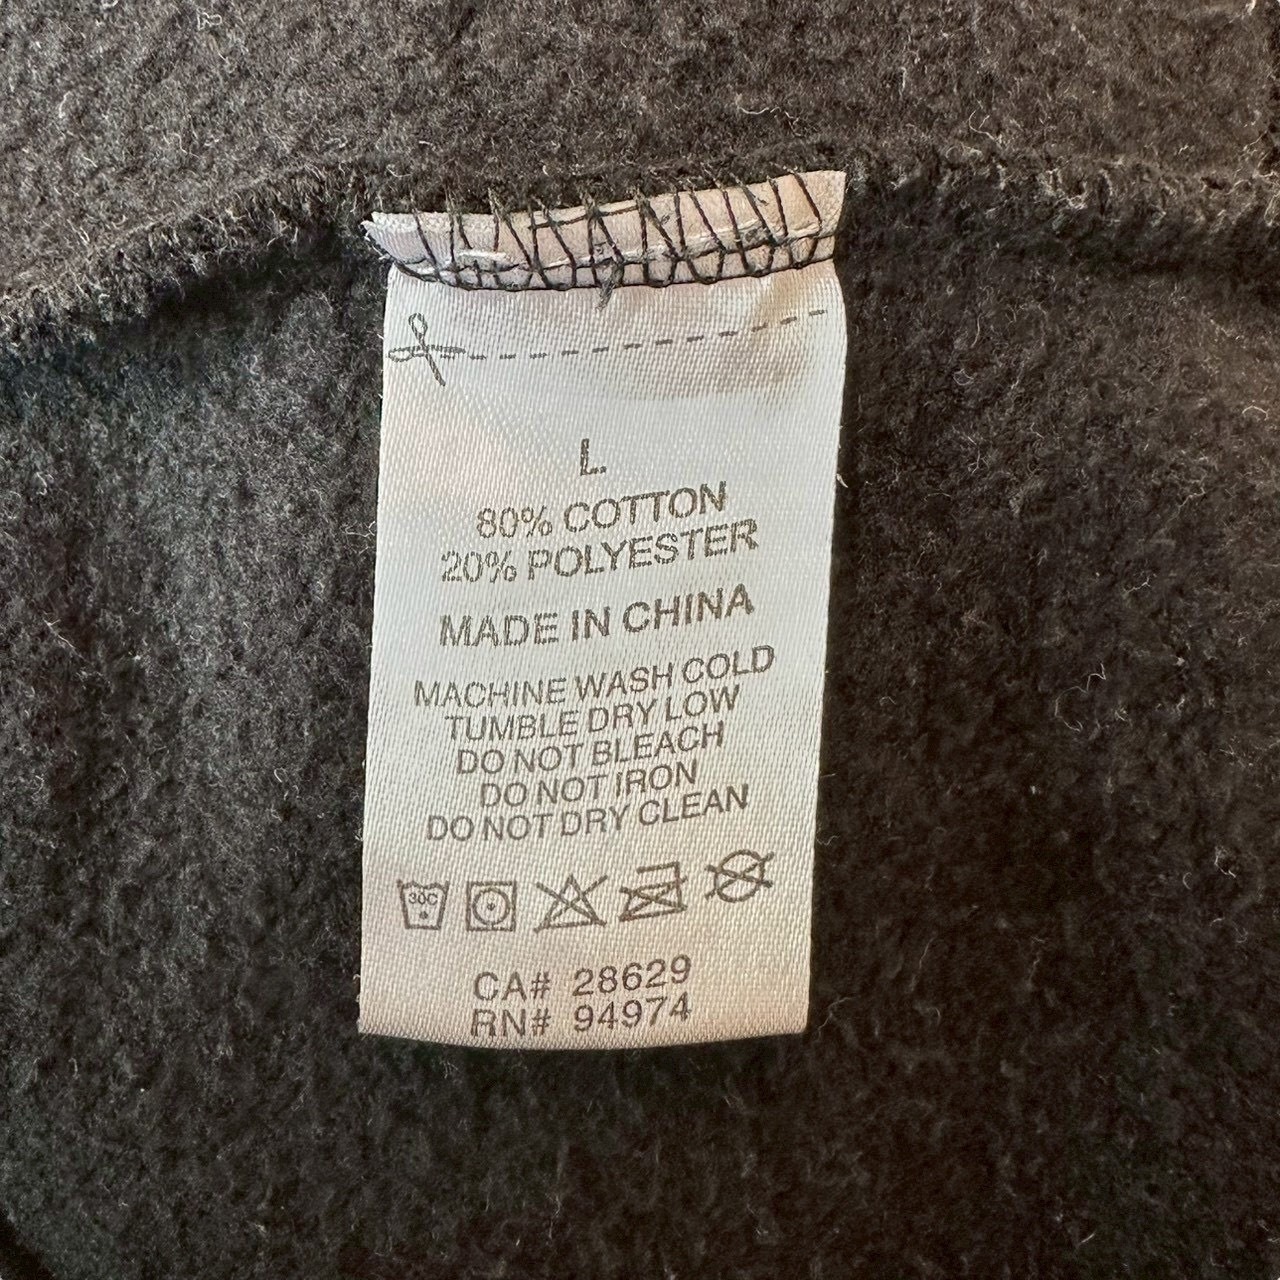 L
80% COTTON
20% POLYESTER
MADE IN CHINA
MACHINE WASH COLD
TUMBLE DRY LOW
DO NOT BLEACH
DO NOT IRON
DO NOT DRY CLEAN
30C
CA# 28629
RN# 94974